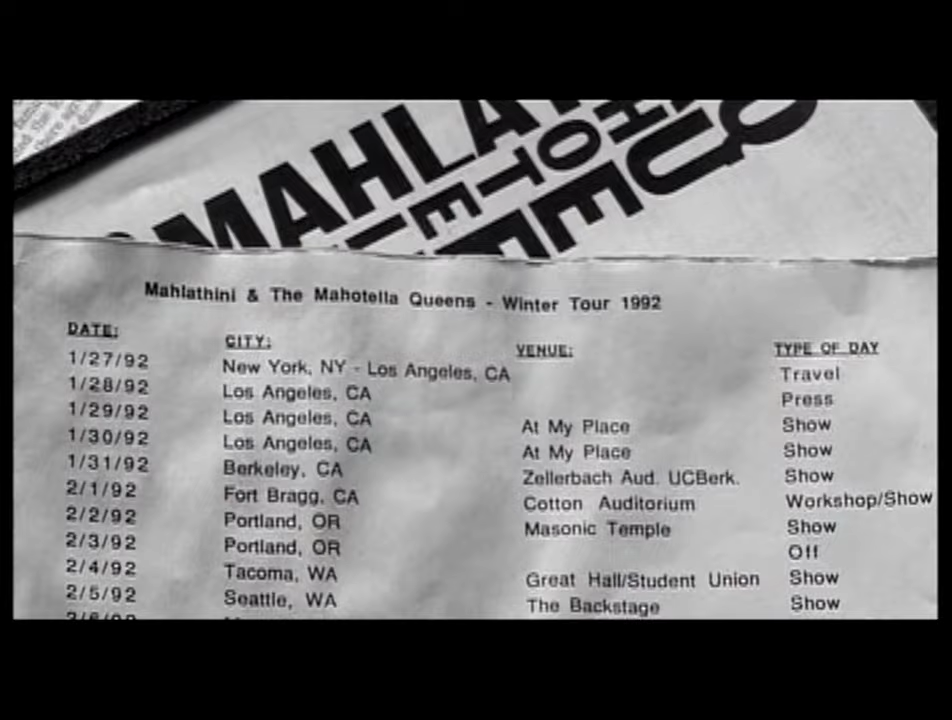 MAHLA
OTE
QUE
Mahlathini & The Mahotella Queens - Winter Tour 1992
DATE: CITY: VENUE: TYPE OF DAY
1/27/92 New York, NY - Los Angeles, CA Travel
1/28/92 Los Angeles, CA Press
1/29/92 Los Angeles, CA At My Place Show
1/30/92 Los Angeles, CA At My Place Show
1/31/92 Berkeley, CA Zellerbach Aud. UCBerk. Show
2/1/92 Fort Bragg, CA Cotton Auditorium Workshop/Show
2/2/92 Portland, OR Masonic Temple Show
2/3/92 Portland, OR Off
2/4/92 Tacoma, WA Great Hall/Student Union Show
2/5/92 Seattle, WA The Backstage Show